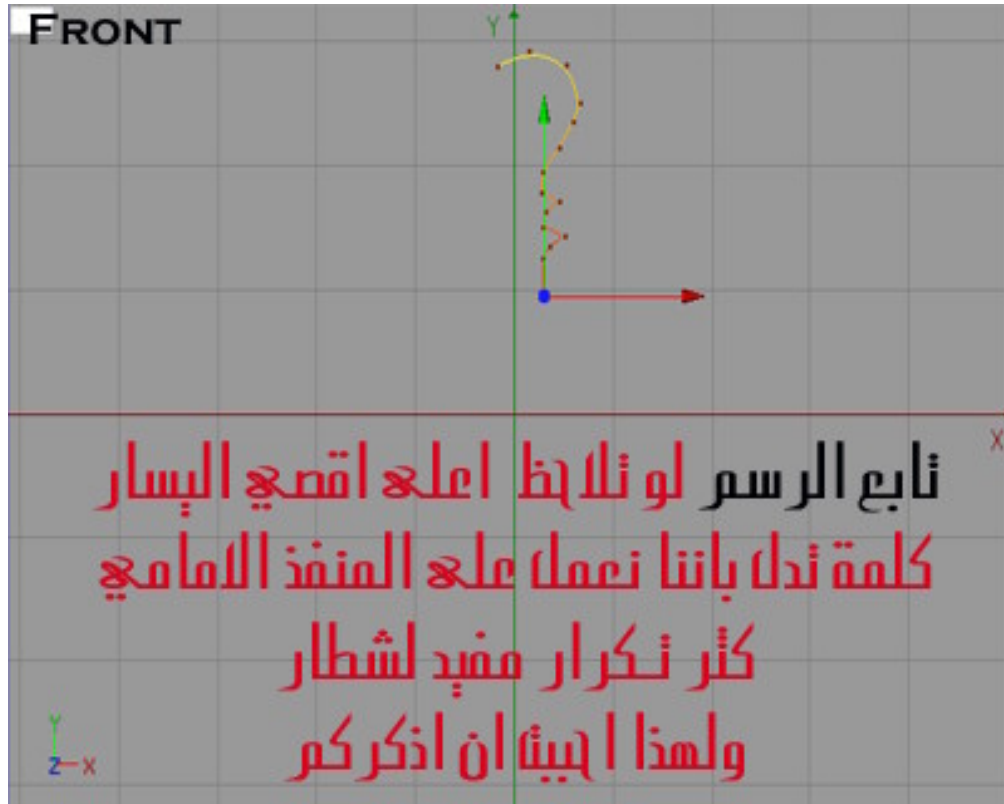 FRONT
Y
X
تابع الرسم لو تلاحظ اعلى اقصي اليسار
كلمة تدل باننا نعمل على المنفذ الامامي
كثر تكرار مفيد لشطار
ولهذا احببت ان اذكركم
Y
Z X